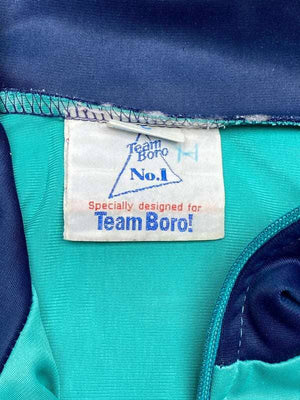 Team
Boro
No.1
Specially designed for
Team Boro!